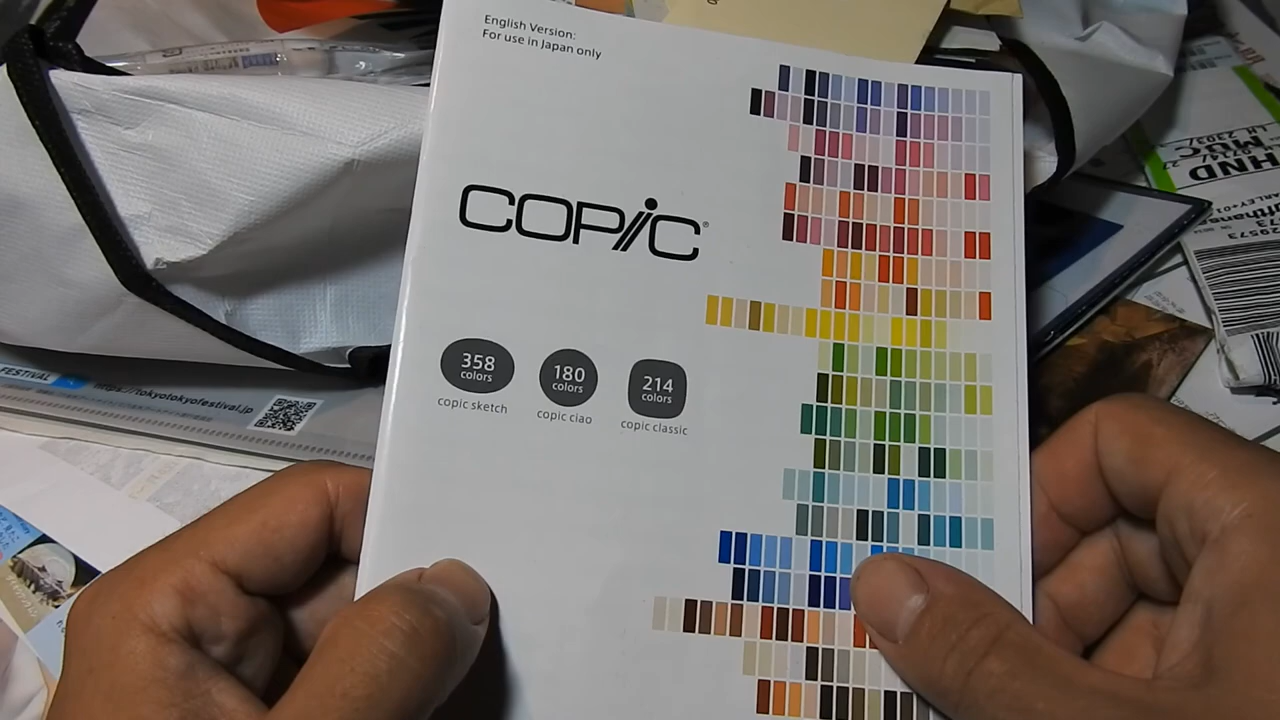 English Version:
For use in Japan only
COPiC®
358
colors
copic sketch
180
colors
copic ciao
214
colors
copic classic
FESTIVAL
https://tokyotokyofestival.jp
HND